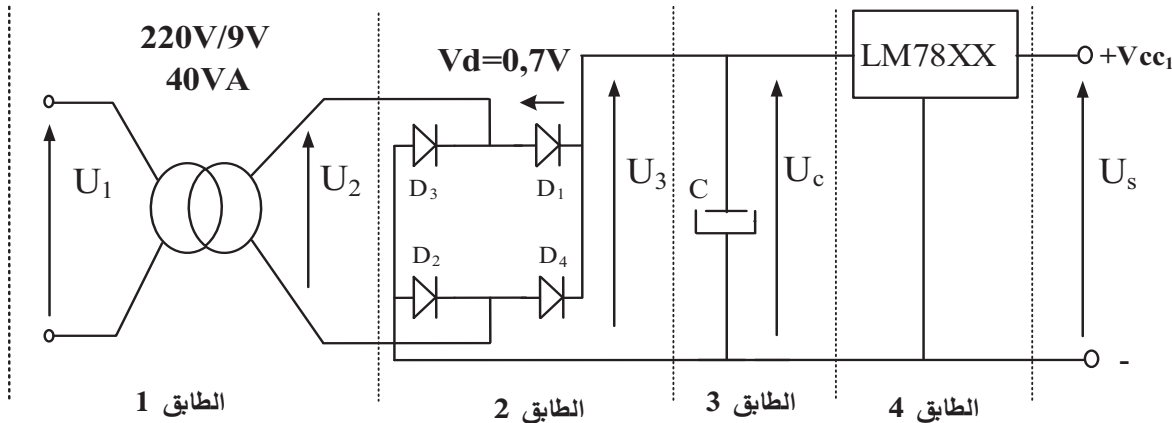 220V/9V
40VA
Vd=0,7V
LM78XX
+Vcc₁
U₁
U₂
D₃
D₁
U₃
C
U꜀
Uₛ
D₂
D₄
-
الطابق 1
الطابق 2
الطابق 3
الطابق 4